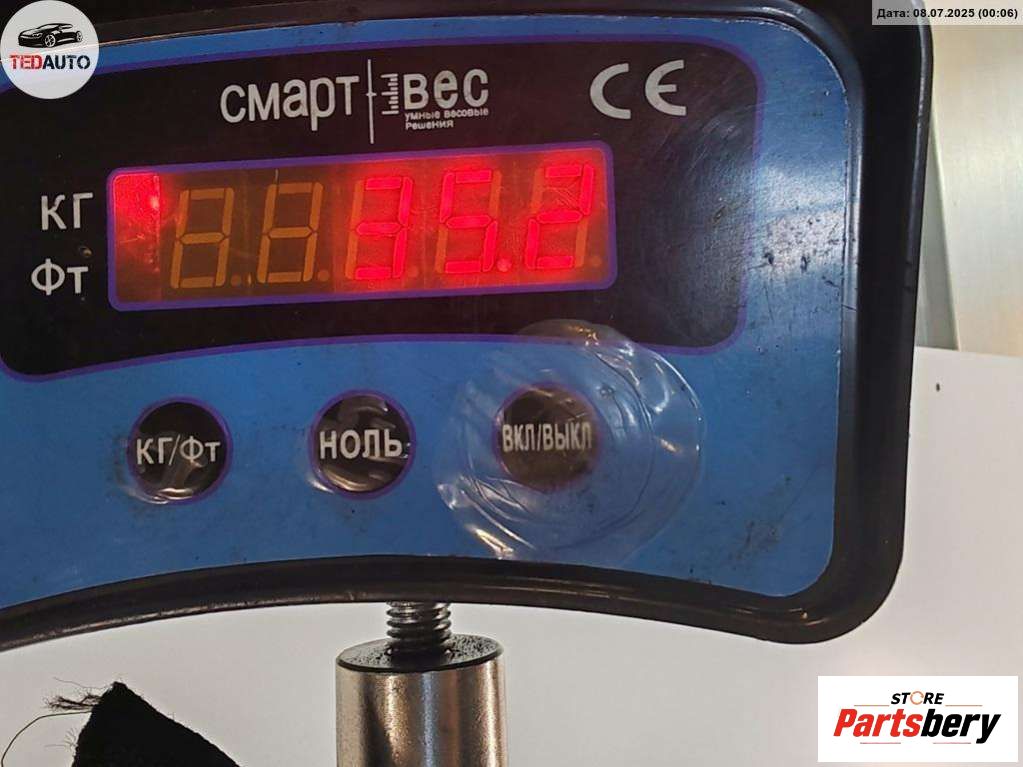 Дата: 08.07.2025 (00:06)
TEDAUTO
смарт вес
умные весовые
решения
CE
КГ
ФТ
35.2
КГ/ФТ
НОЛЬ
ВКЛ/ВЫКЛ
STORE
Partsbery